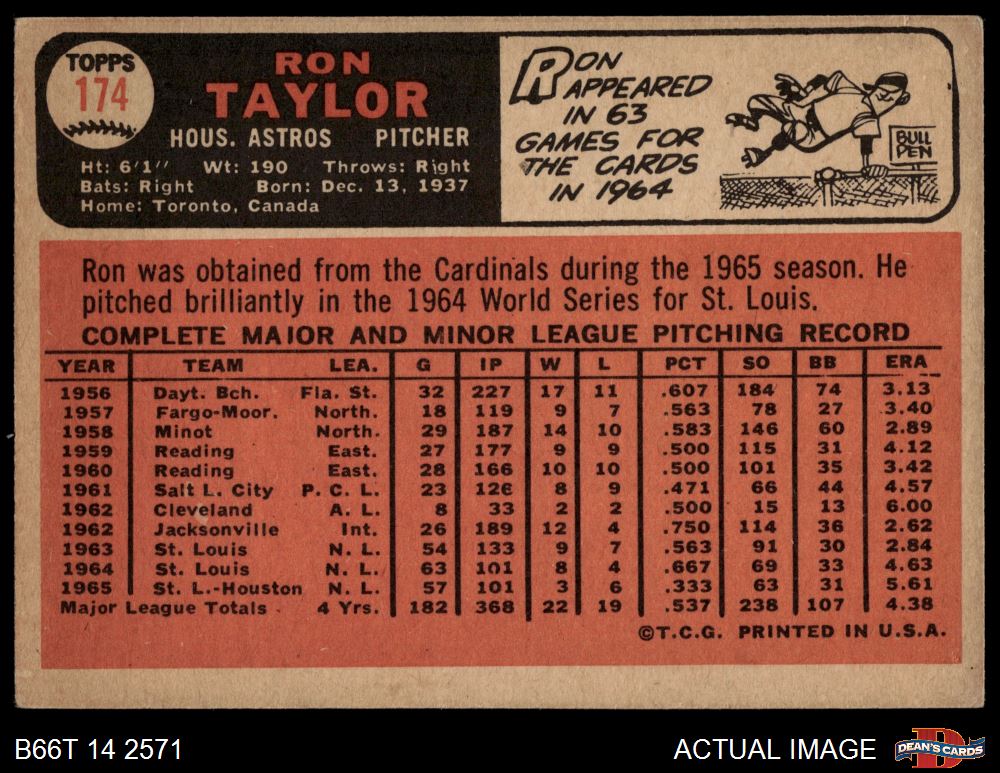 TOPPS
174
RON
TAYLOR
HOUS. ASTROS PITCHER
Ht: 6'1" Wt: 190 Throws: Right
Bats: Right Born: Dec. 13, 1937
Home: Toronto, Canada
RON
APPEARED
IN 63
GAMES FOR
THE CARDS
IN 1964
BULL
PEN
Ron was obtained from the Cardinals during the 1965 season. He
pitched brilliantly in the 1964 World Series for St. Louis.
COMPLETE MAJOR AND MINOR LEAGUE PITCHING RECORD
YEAR TEAM LEA. G IP W L PCT SO BB ERA
1956 Dayt. Bch. Fla. St. 32 227 17 11 .607 184 74 3.13
1957 Fargo-Moor. North. 18 119 9 7 .563 78 27 3.40
1958 Minot North. 29 187 14 10 .583 146 60 2.89
1959 Reading East. 27 177 9 9 .500 115 31 4.12
1960 Reading East. 28 166 10 10 .500 101 35 3.42
1961 Salt L. City P. C. L. 23 126 8 9 .471 66 44 4.57
1962 Cleveland A. L. 8 33 2 2 .500 15 13 6.00
1962 Jacksonville Int. 26 189 12 4 .750 114 36 2.62
1963 St. Louis N. L. 54 133 9 7 .563 91 30 2.84
1964 St. Louis N. L. 63 101 8 4 .667 69 33 4.63
1965 St. L.-Houston N. L. 57 101 3 6 .333 63 31 5.61
Major League Totals 4 Yrs. 182 368 22 19 .537 238 107 4.38
©T.C.G. PRINTED IN U.S.A.
B66T 14 2571
ACTUAL IMAGE
D
DEAN'S CARDS